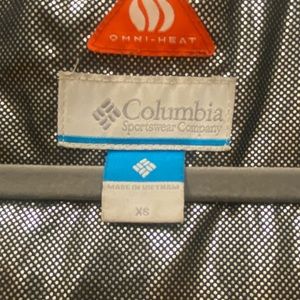 OMNI-HEAT
Columbia
Sportswear Company
MADE IN VIETNAM
XS